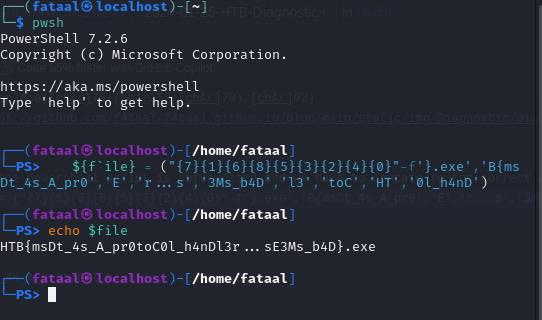 ┌──(fataal㉿localhost)-[~]
└─$ pwsh
PowerShell 7.2.6
Copyright (c) Microsoft Corporation.
https://aka.ms/powershell
Type 'help' to get help.
┌──(fataal㉿localhost)-[/home/fataal]
└─PS> ${f`ile} = ("{7}{1}{6}{8}{5}{3}{2}{4}{0}"-f'}.exe','B{ms
Dt_4s_A_pr0','E','r...s','3Ms_b4D','l3','toC','HT','0l_h4nD')
┌──(fataal㉿localhost)-[/home/fataal]
└─PS> echo $file
HTB{msDt_4s_A_pr0toC0l_h4nDl3r...sE3Ms_b4D}.exe
┌──(fataal㉿localhost)-[/home/fataal]
└─PS>